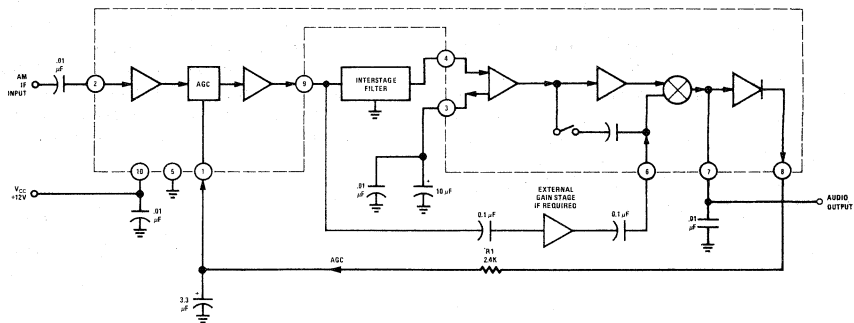 .01
µF
AM
IF
INPUT
2
AGC
9
INTERSTAGE
FILTER
4
3
10
5
1
VCC
+12V
.01
µF
.01
µF
+
10 µF
6
7
8
EXTERNAL
GAIN STAGE
IF REQUIRED
0.1 µF
0.1 µF
.01
µF
AUDIO
OUTPUT
AGC
R1
2.4K
3.3
µF
+